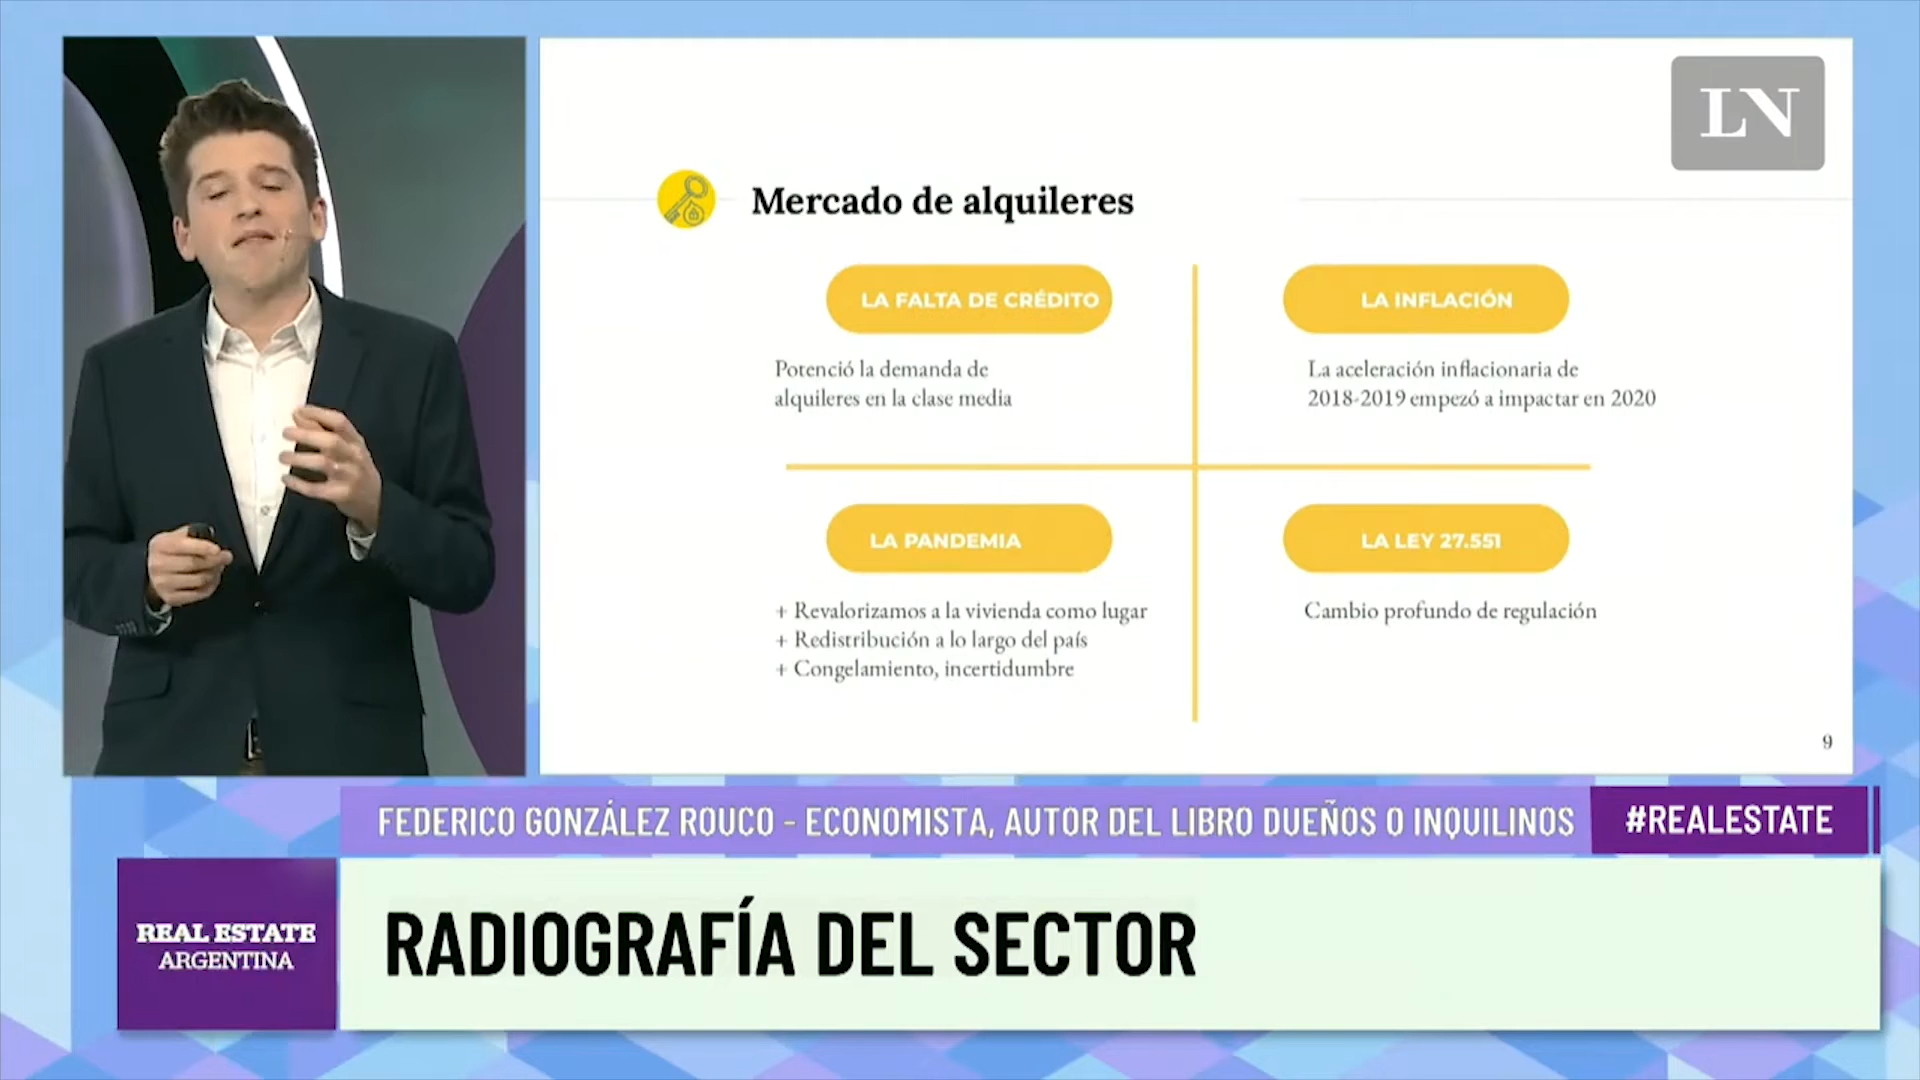 LN
Mercado de alquileres
LA FALTA DE CRÉDITO
Potenció la demanda de
alquileres en la clase media
LA INFLACIÓN
La aceleración inflacionaria de
2018-2019 empezó a impactar en 2020
LA PANDEMIA
+ Revalorizamos a la vivienda como lugar
+ Redistribución a lo largo del país
+ Congelamiento, incertidumbre
LA LEY 27.551
Cambio profundo de regulación
9
FEDERICO GONZÁLEZ ROUCO - ECONOMISTA, AUTOR DEL LIBRO DUEÑOS O INQUILINOS
#REALESTATE
REAL ESTATE
ARGENTINA
RADIOGRAFÍA DEL SECTOR